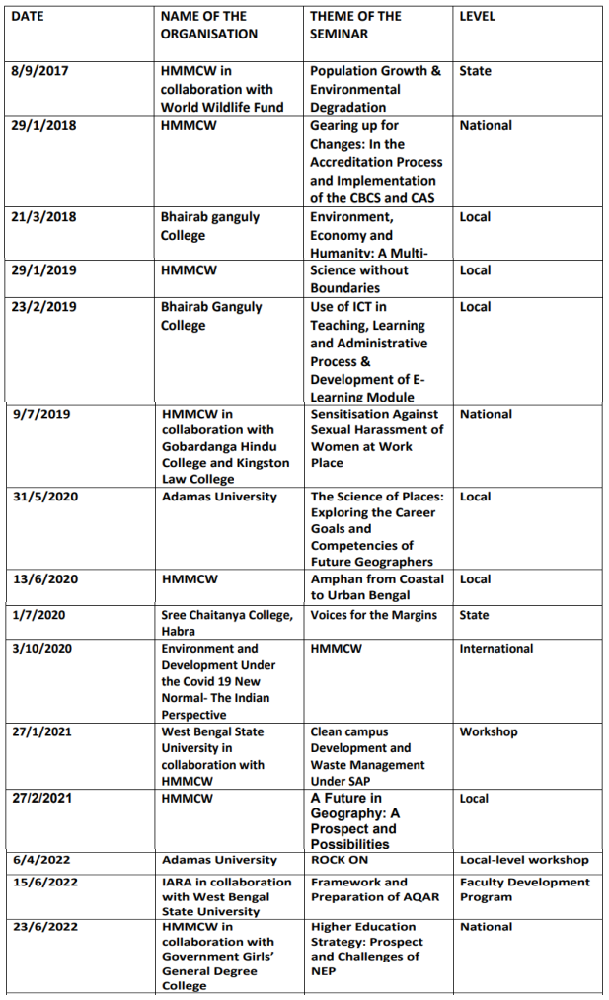 DATE
NAME OF THE
ORGANISATION
THEME OF THE
SEMINAR
LEVEL
8/9/2017
HMMCW in
collaboration with
World Wildlife Fund
Population Growth &
Environmental
Degradation
State
29/1/2018
HMMCW
Gearing up for
Changes: In the
Accreditation Process
and Implementation
of the CBCS and CAS
National
21/3/2018
Bhairab ganguly
College
Environment,
Economy and
Humanity: A Multi-
Local
29/1/2019
HMMCW
Science without
Boundaries
Local
23/2/2019
Bhairab Ganguly
College
Use of ICT in
Teaching, Learning
and Administrative
Process &
Development of E-
Learning Module
Local
9/7/2019
HMMCW in
collaboration with
Gobardanga Hindu
College and Kingston
Law College
Sensitisation Against
Sexual Harassment of
Women at Work
Place
National
31/5/2020
Adamas University
The Science of Places:
Exploring the Career
Goals and
Competencies of
Future Geographers
Local
13/6/2020
HMMCW
Amphan from Coastal
to Urban Bengal
Local
1/7/2020
Sree Chaitanya College,
Habra
Voices for the Margins
State
3/10/2020
Environment and
Development Under
the Covid 19 New
Normal- The Indian
Perspective
HMMCW
International
27/1/2021
West Bengal State
University in
collaboration with
HMMCW
Clean campus
Development and
Waste Management
Under SAP
Workshop
27/2/2021
HMMCW
A Future in
Geography: A
Prospect and
Possibilities
Local
6/4/2022
Adamas University
ROCK ON
Local-level workshop
15/6/2022
IARA in collaboration
with West Bengal
State University
Framework and
Preparation of AQAR
Faculty Development
Program
23/6/2022
HMMCW in
collaboration with
Government Girls’
General Degree
College
Higher Education
Strategy: Prospect
and Challenges of
NEP
National